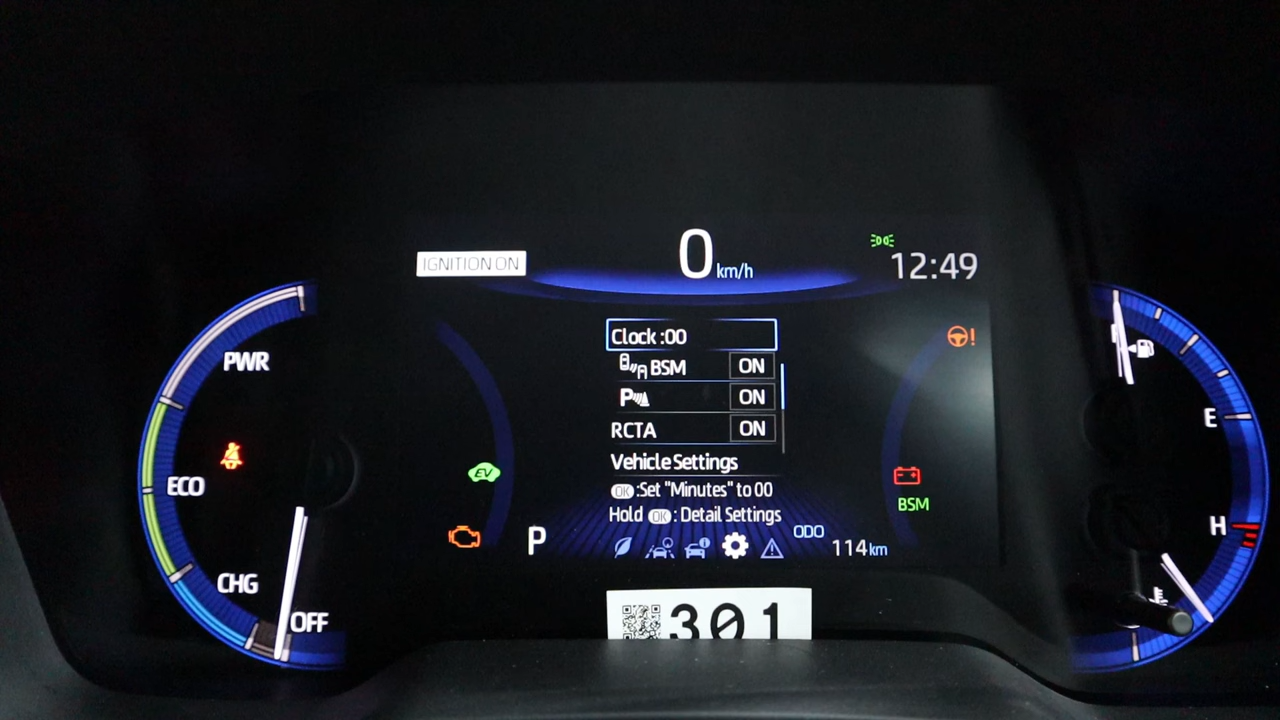 IGNITION ON
0 km/h
12:49
PWR
ECO
CHG
OFF
Clock :00
BSM ON
P ON
RCTA ON
Vehicle Settings
OK :Set "Minutes" to 00
Hold OK : Detail Settings
EV
P
ODO
114 km
BSM
!
E
H
301